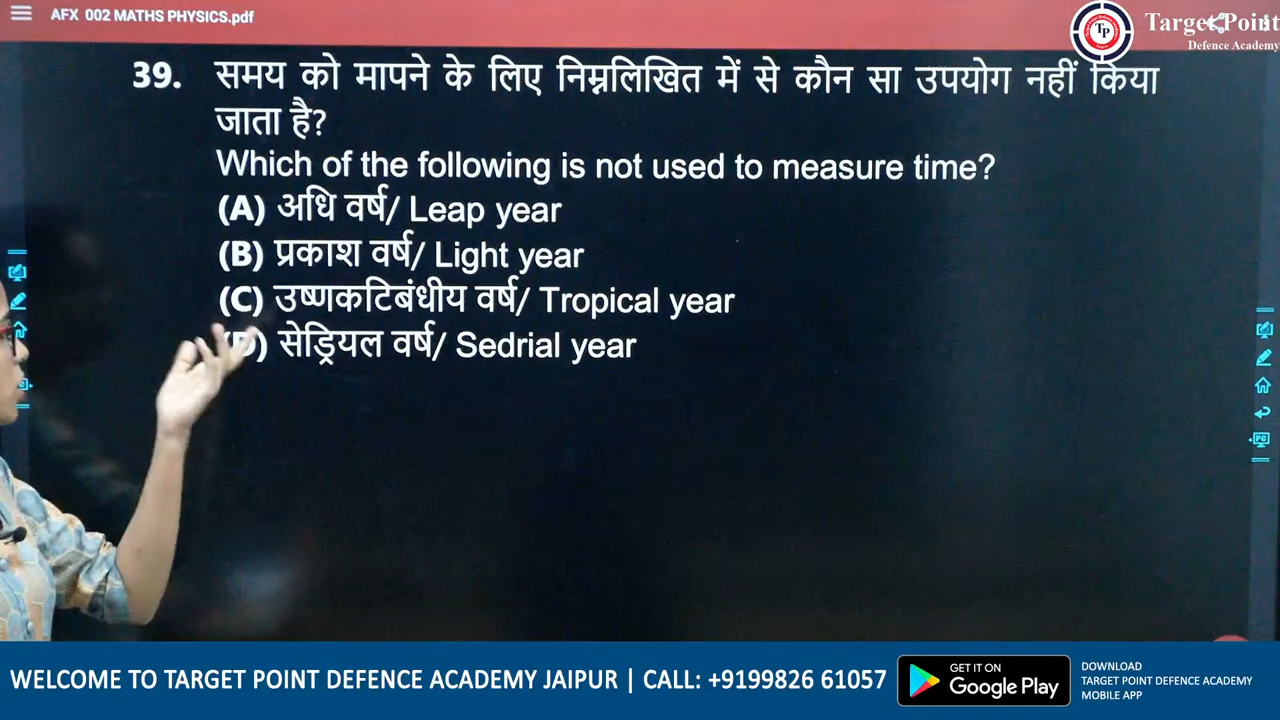 AFX 002 MATHS PHYSICS.pdf
Target Point
Defence Academy
TP
39. समय को मापने के लिए निम्नलिखित में से कौन सा उपयोग नहीं किया
जाता है?
Which of the following is not used to measure time?
(A) अधि वर्ष/ Leap year
(B) प्रकाश वर्ष/ Light year
(C) उष्णकटिबंधीय वर्ष/ Tropical year
(D) सेड्रियल वर्ष/ Sedrial year
WELCOME TO TARGET POINT DEFENCE ACADEMY JAIPUR | CALL: +9199826 61057
GET IT ON
Google Play
DOWNLOAD
TARGET POINT DEFENCE ACADEMY
MOBILE APP